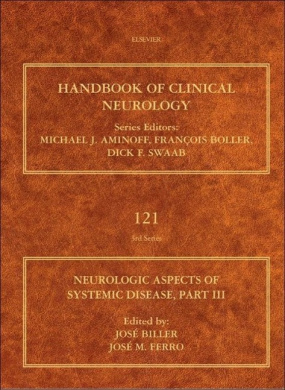 ELSEVIER
HANDBOOK OF CLINICAL
NEUROLOGY
Series Editors:
MICHAEL J. AMINOFF, FRANÇOIS BOLLER,
DICK F. SWAAB
121
3rd Series
NEUROLOGIC ASPECTS OF
SYSTEMIC DISEASE, PART III
Edited by:
JOSÉ BILLER
JOSÉ M. FERRO